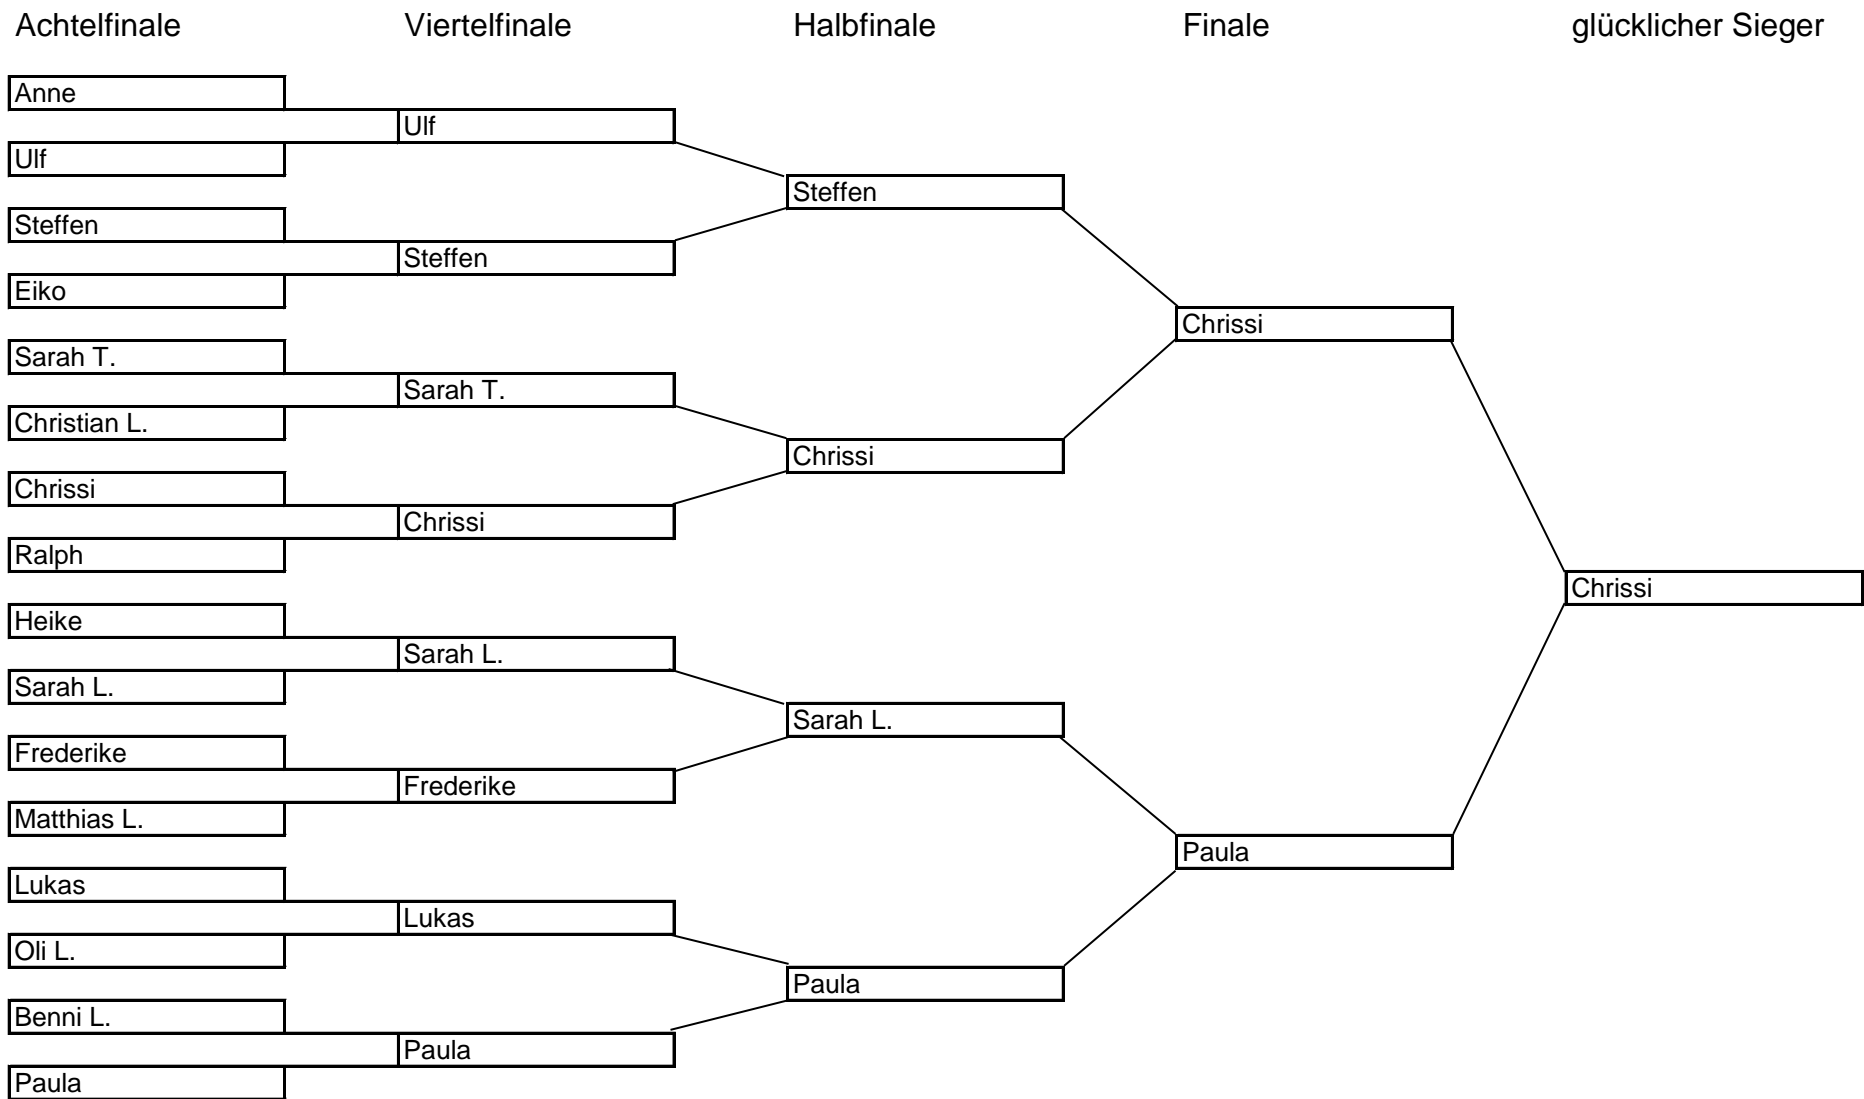 Achtelfinale Viertelfinale Halbfinale Finale glücklicher Sieger
Anne
Ulf
Ulf
Steffen
Steffen
Steffen
Eiko
Chrissi
Sarah T.
Sarah T.
Christian L.
Chrissi
Chrissi
Chrissi
Ralph
Chrissi
Heike
Sarah L.
Sarah L.
Sarah L.
Frederike
Frederike
Matthias L.
Paula
Lukas
Lukas
Oli L.
Paula
Benni L.
Paula
Paula